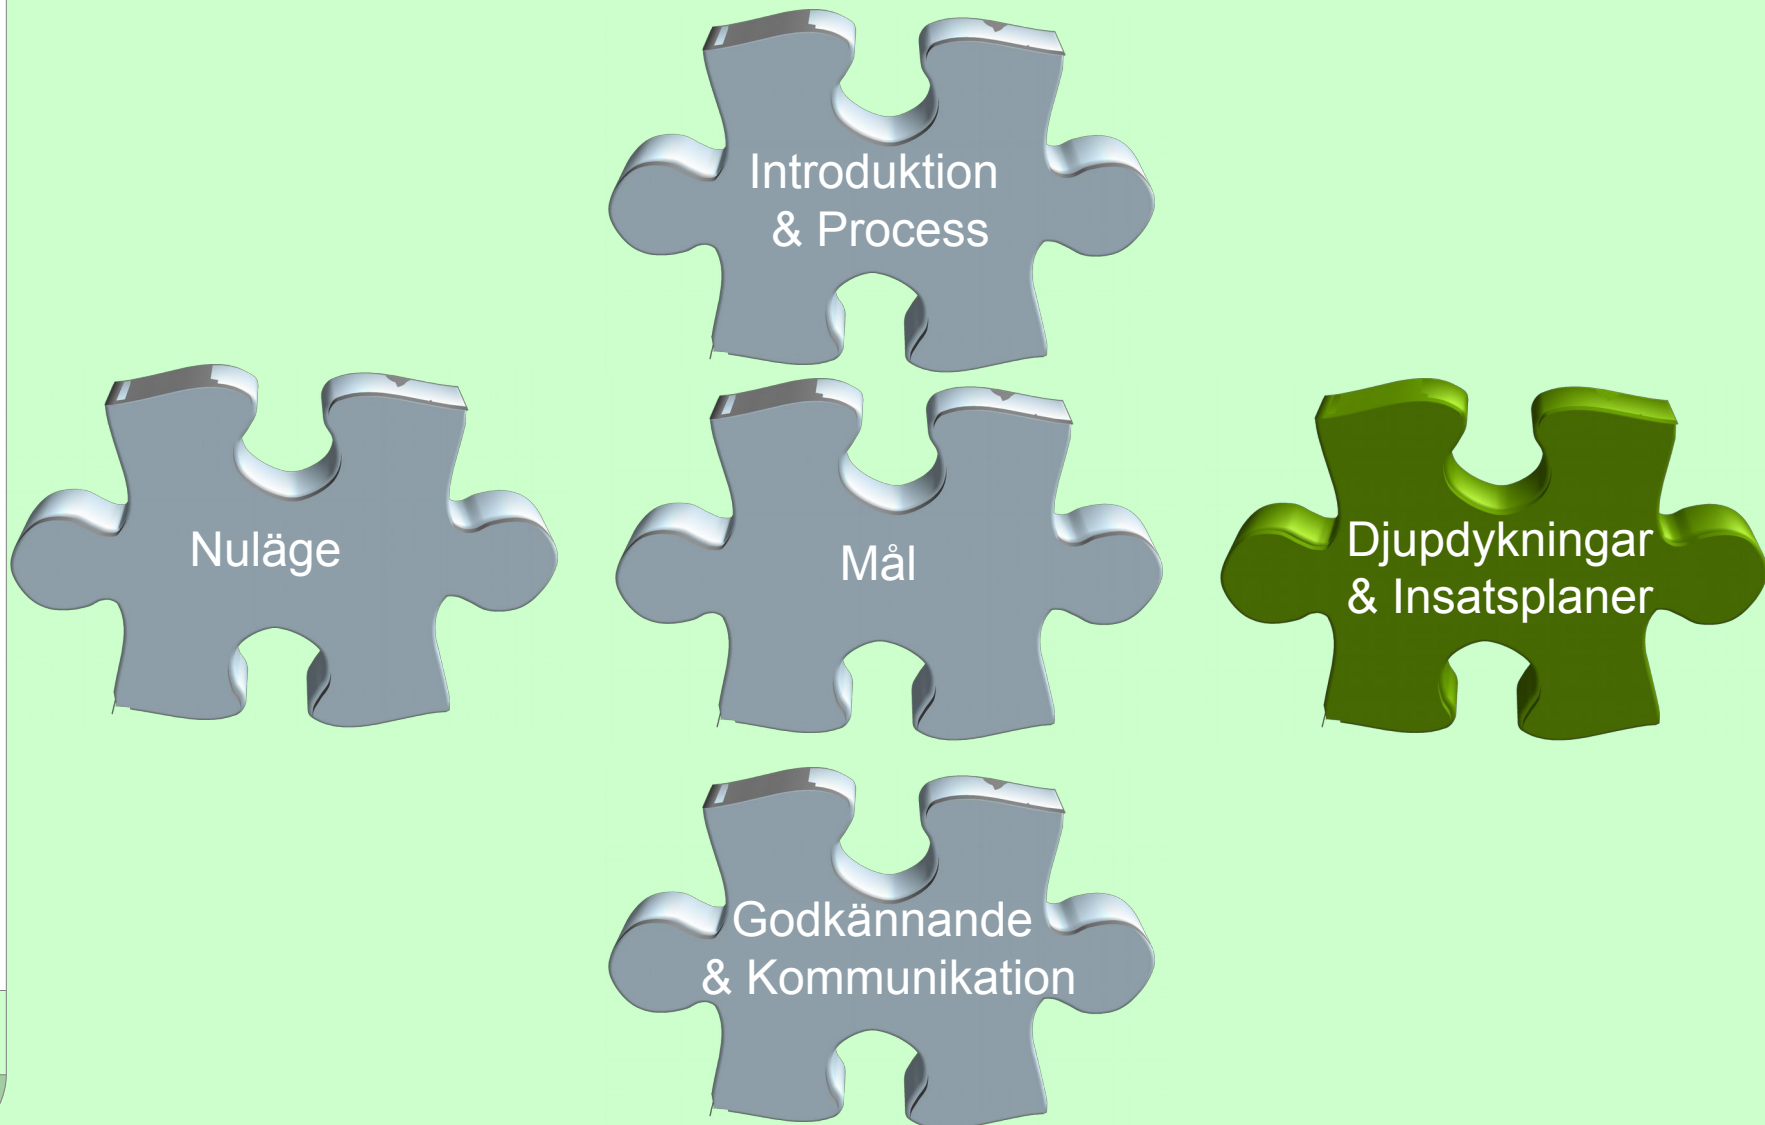 Introduktion
& Process
Nuläge
Mål
Djupdykningar
& Insatsplaner
Godkännande
& Kommunikation